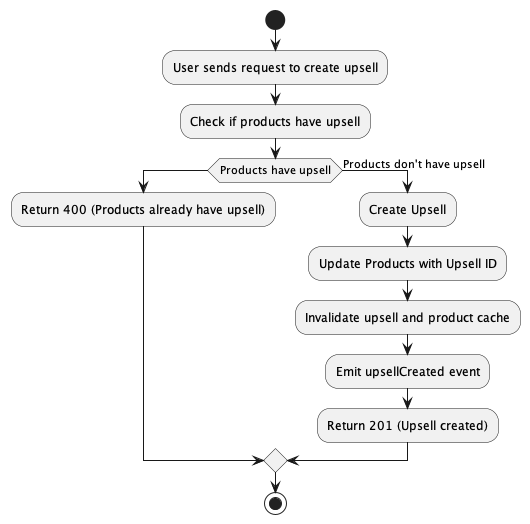 User sends request to create upsell
Check if products have upsell
Products have upsell
Products don't have upsell
Return 400 (Products already have upsell)
Create Upsell
Update Products with Upsell ID
Invalidate upsell and product cache
Emit upsellCreated event
Return 201 (Upsell created)